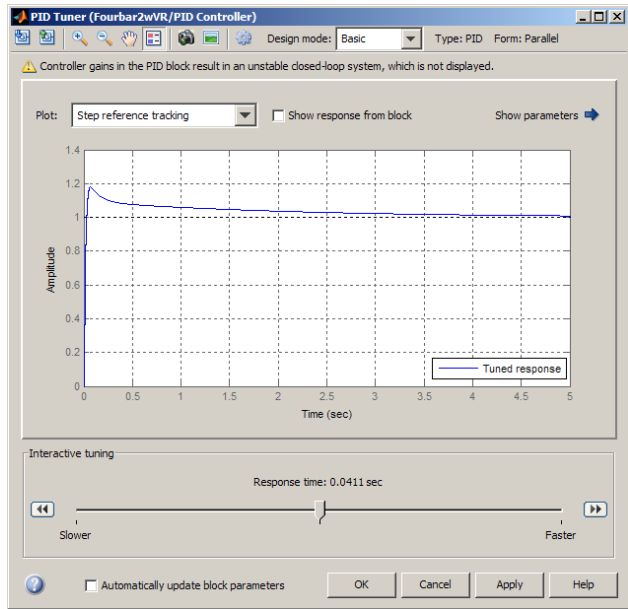 PID Tuner (Fourbar2wVR/PID Controller)
Design mode: Basic Type: PID Form: Parallel
Controller gains in the PID block result in an unstable closed-loop system, which is not displayed.
Plot: Step reference tracking Show response from block Show parameters
1.4
1.2
1
0.8
0.6
0.4
0.2
0
Amplitude
Tuned response
0 0.5 1 1.5 2 2.5 3 3.5 4 4.5 5
Time (sec)
Interactive tuning
Response time: 0.0411 sec
Slower Faster
Automatically update block parameters OK Cancel Apply Help